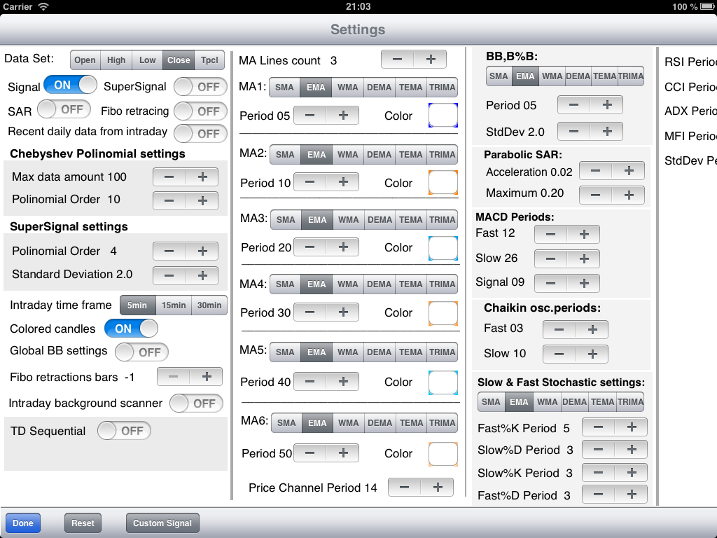 Carrier 21:03 100 %
Settings
Data Set: Open High Low Close Tpcl
Signal ON SuperSignal OFF
SAR OFF Fibo retracing OFF
Recent daily data from intraday OFF
Chebyshev Polinomial settings
Max data amount 100 − +
Polinomial Order 10 − +
SuperSignal settings
Polinomial Order 4 − +
Standard Deviation 2.0 − +
Intraday time frame 5min 15min 30min
Colored candles ON
Global BB settings OFF
Fibo retractions bars -1 − +
Intraday background scanner OFF
TD Sequential OFF
MA Lines count 3 − +
MA1: SMA EMA WMA DEMA TEMA TRIMA
Period 05 − + Color
MA2: SMA EMA WMA DEMA TEMA TRIMA
Period 10 − + Color
MA3: SMA EMA WMA DEMA TEMA TRIMA
Period 20 − + Color
MA4: SMA EMA WMA DEMA TEMA TRIMA
Period 30 − + Color
MA5: SMA EMA WMA DEMA TEMA TRIMA
Period 40 − + Color
MA6: SMA EMA WMA DEMA TEMA TRIMA
Period 50 − + Color
Price Channel Period 14 − +
BB,B%B:
SMA EMA WMA DEMA TEMA TRIMA
Period 05 − +
StdDev 2.0 − +
Parabolic SAR:
Acceleration 0.02 − +
Maximum 0.20 − +
MACD Periods:
Fast 12 − +
Slow 26 − +
Signal 09 − +
Chaikin osc.periods:
Fast 03 − +
Slow 10 − +
Slow & Fast Stochastic settings:
SMA EMA WMA DEMA TEMA TRIMA
Fast%K Period 5 − +
Slow%D Period 3 − +
Slow%K Period 3 − +
Fast%D Period 3 − +
RSI Period
CCI Perio
ADX Perio
MFI Perio
StdDev Pe
Done Reset Custom Signal